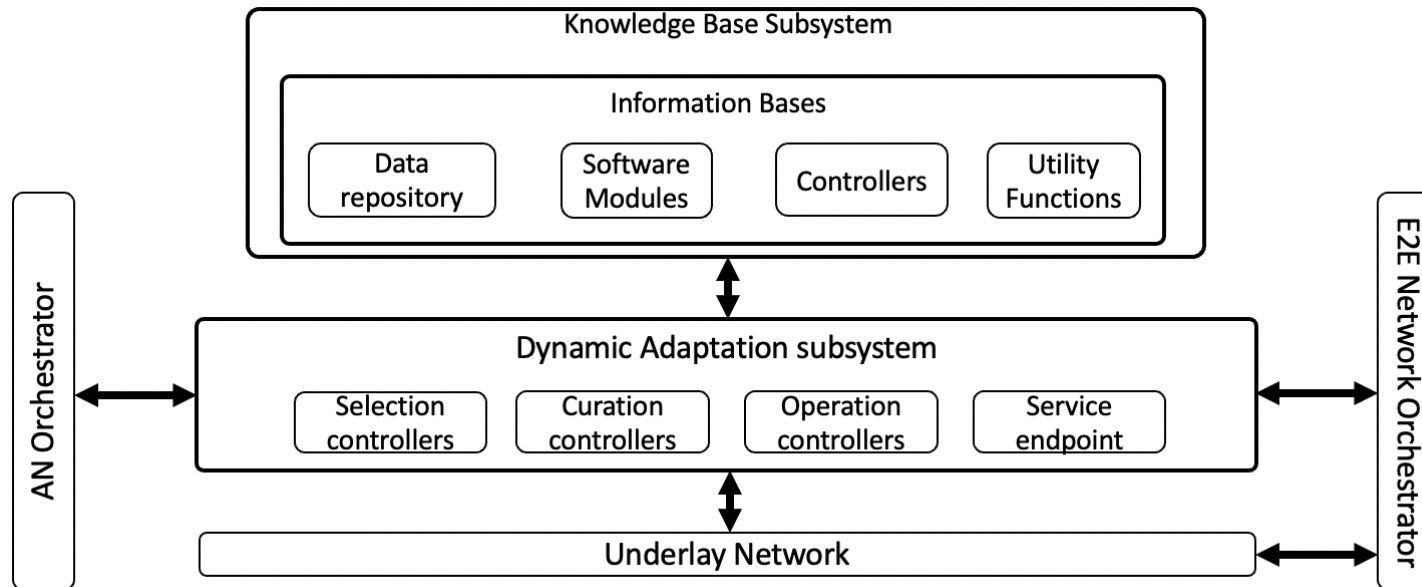 Knowledge Base Subsystem
Information Bases
Data
repository
Software
Modules
Controllers
Utility
Functions
AN Orchestrator
E2E Network Orchestrator
Dynamic Adaptation subsystem
Selection
controllers
Curation
controllers
Operation
controllers
Service
endpoint
Underlay Network